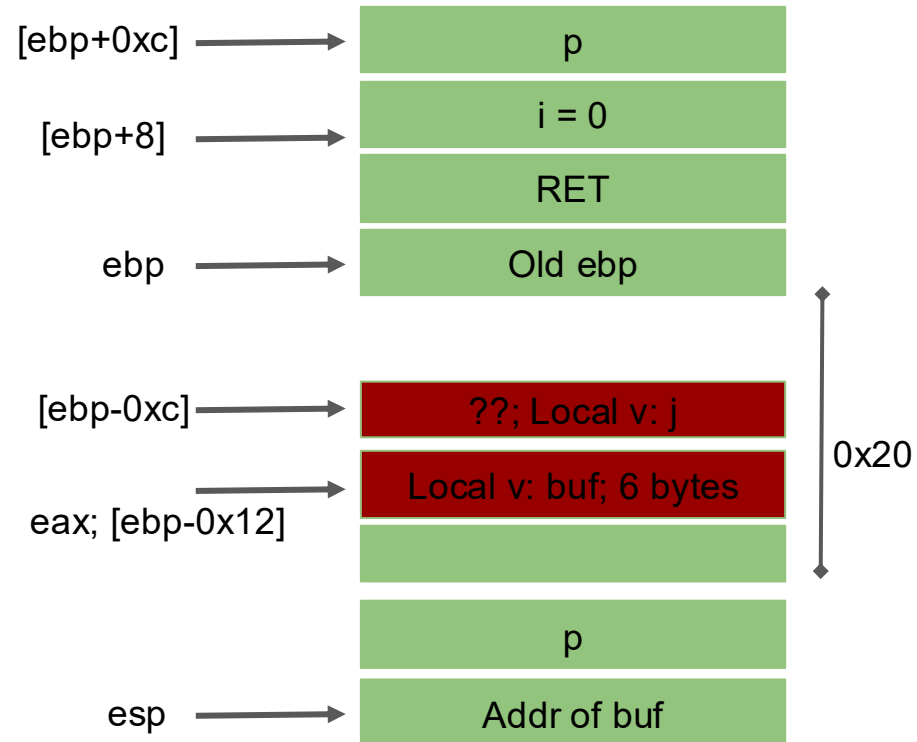 [ebp+0xc]
p
i = 0
[ebp+8]
RET
ebp
Old ebp
[ebp-0xc]
??; Local v: j
0x20
Local v: buf; 6 bytes
eax; [ebp-0x12]
p
esp
Addr of buf